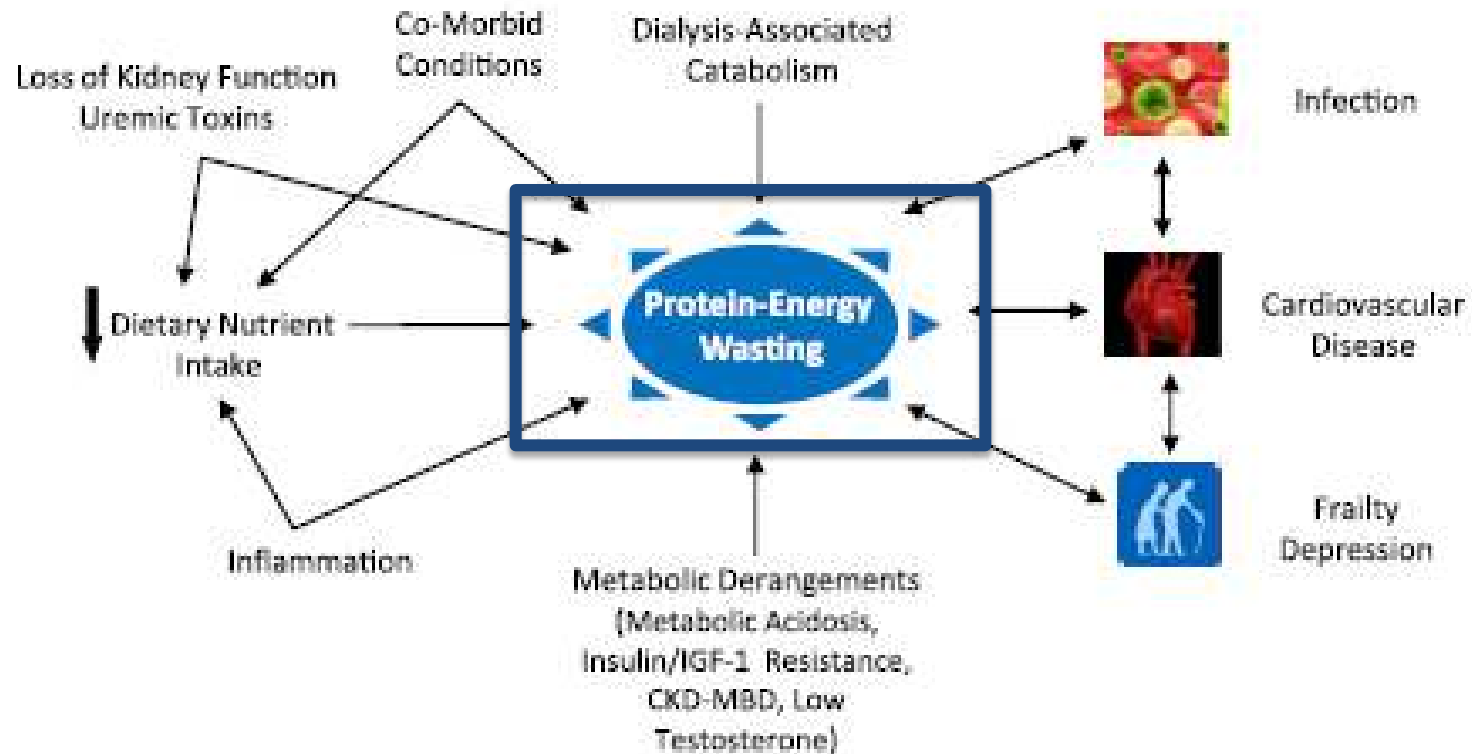 Co-Morbid
Conditions
Dialysis-Associated
Catabolism
Loss of Kidney Function
Uremic Toxins
Infection
Protein-Energy
Wasting
Dietary Nutrient
Intake
Cardiovascular
Disease
Inflammation
Frailty
Depression
Metabolic Derangements
(Metabolic Acidosis,
Insulin/IGF-1 Resistance,
CKD-MBD, Low
Testosterone)